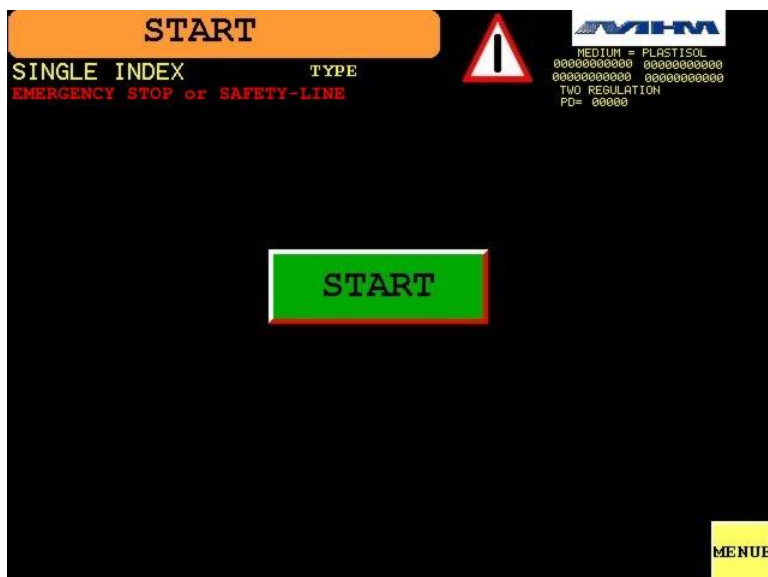 START
MHM
SINGLE INDEX TYPE
EMERGENCY STOP or SAFETY-LINE
MEDIUM = PLASTISOL
00000000000 00000000000
00000000000 00000000000
TWO REGULATION
PD= 00000
START
MENUE